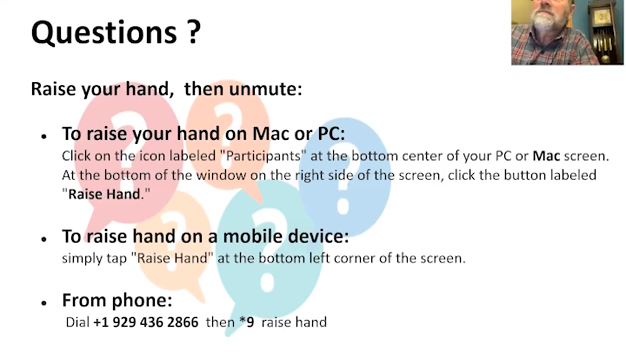 Questions ?
Raise your hand, then unmute:
• To raise your hand on Mac or PC:
Click on the icon labeled "Participants" at the bottom center of your PC or Mac screen.
At the bottom of the window on the right side of the screen, click the button labeled
"Raise Hand."
• To raise hand on a mobile device:
simply tap "Raise Hand" at the bottom left corner of the screen.
• From phone:
Dial +1 929 436 2866 then *9 raise hand